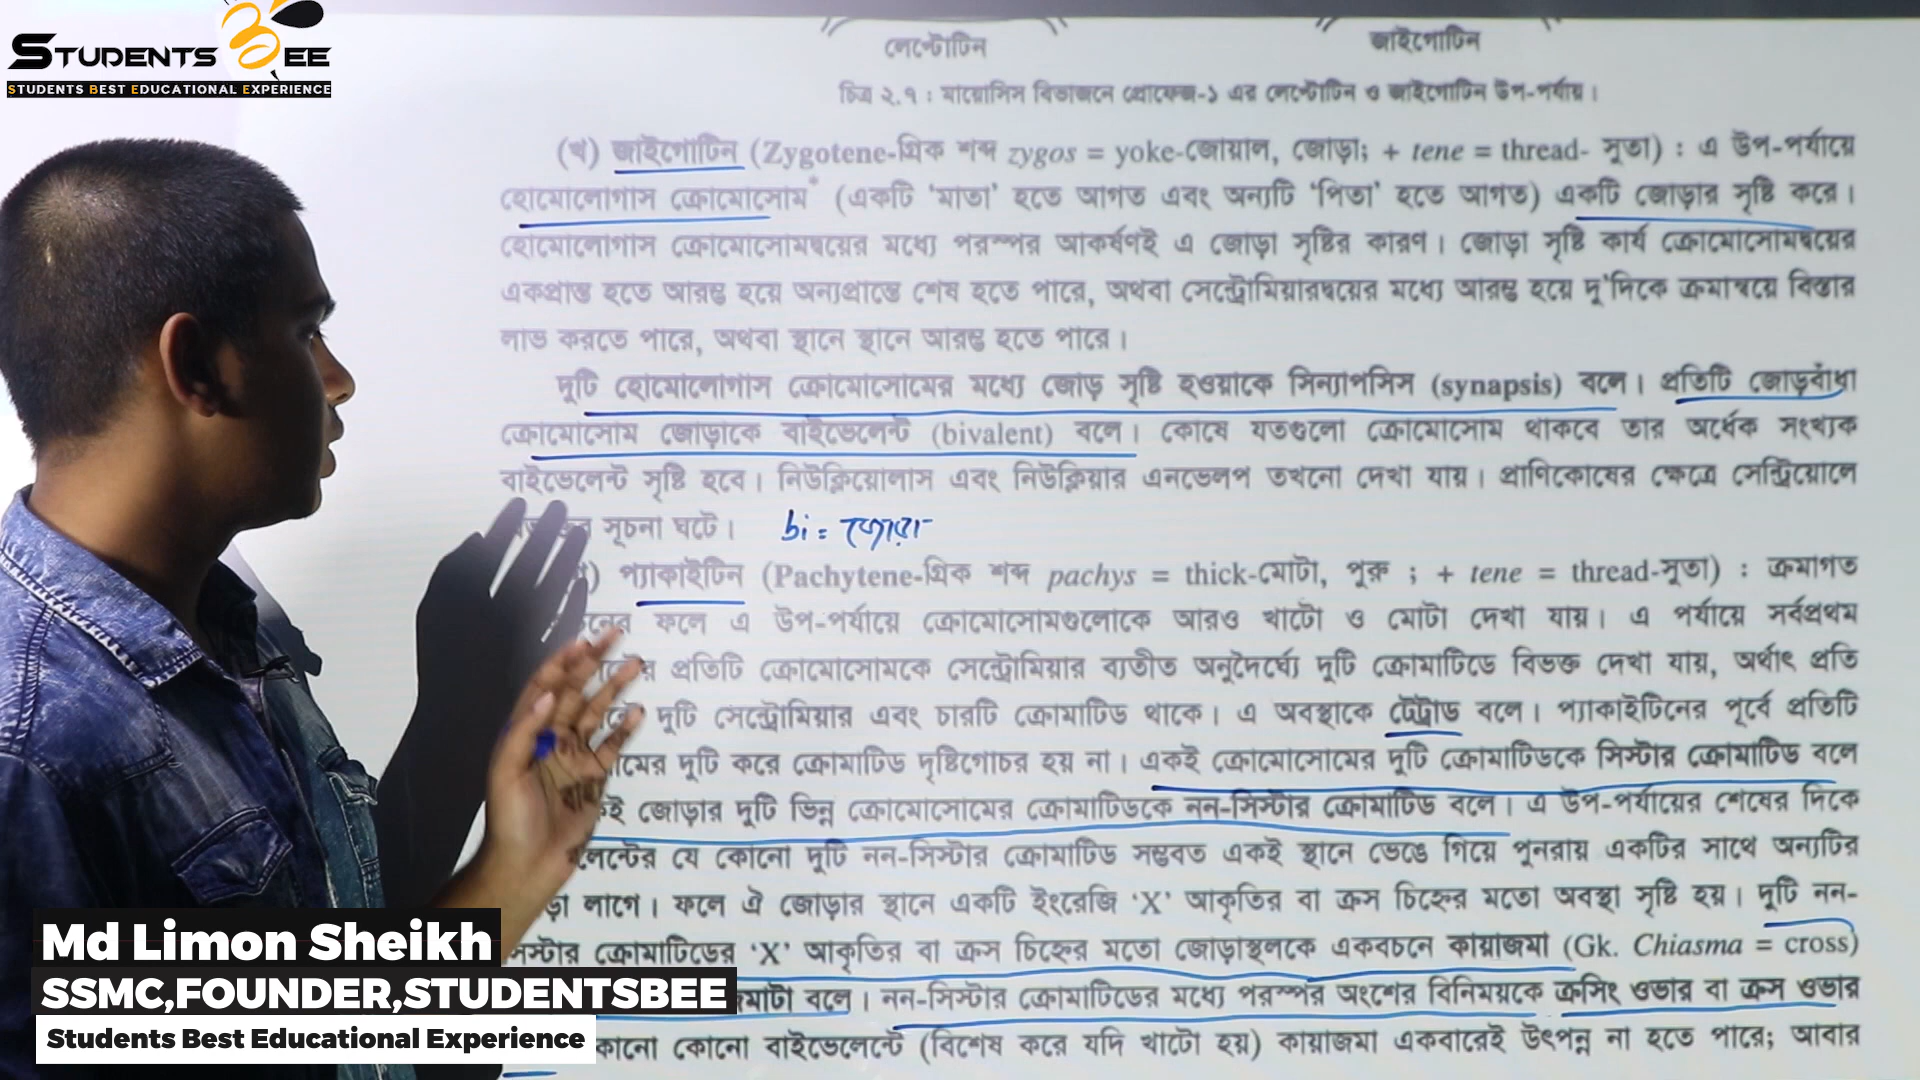 STUDENTS BEE
STUDENTS BEST EDUCATIONAL EXPERIENCE
লেপ্টোটিন জাইগোটিন
চিত্র ২.৭ : মায়োসিস বিভাজনে প্রোফেজ-১ এর লেপ্টোটিন ও জাইগোটিন উপ-পর্যায়।
(খ) জাইগোটিন (Zygotene-গ্রিক শব্দ zygos = yoke-জোয়াল, জোড়া; + tene = thread- সূতা) : এ উপ-পর্যায়ে
হোমোলোগাস ক্রোমোসোম* (একটি ‘মাতা’ হতে আগত এবং অন্যটি ‘পিতা’ হতে আগত) একটি জোড়ার সৃষ্টি করে।
হোমোলোগাস ক্রোমোসোমদ্বয়ের মধ্যে পরস্পর আকর্ষণই এ জোড়া সৃষ্টির কারণ। জোড়া সৃষ্টি কার্য ক্রোমোসোমদ্বয়ের
একপ্রান্ত হতে আরম্ভ হয়ে অন্যপ্রান্তে শেষ হতে পারে, অথবা সেন্ট্রোমিয়ারদ্বয়ের মধ্যে আরম্ভ হয়ে দু'দিকে ক্রমান্বয়ে বিস্তার
লাভ করতে পারে, অথবা স্থানে স্থানে আরম্ভ হতে পারে।
দুটি হোমোলোগাস ক্রোমোসোমের মধ্যে জোড় সৃষ্টি হওয়াকে সিন্যাপসিস (synapsis) বলে। প্রতিটি জোড়বাঁধা
ক্রোমোসোম জোড়াকে বাইভেলেন্ট (bivalent) বলে। কোষে যতগুলো ক্রোমোসোম থাকবে তার অর্ধেক সংখ্যক
বাইভেলেন্ট সৃষ্টি হবে। নিউক্লিয়োলাস এবং নিউক্লিয়ার এনভেলপ তখনো দেখা যায়। প্রাণিকোষের ক্ষেত্রে সেন্ট্রিয়োলে
সূচনা ঘটে। bi = জোরা
প্যাকাইটিন (Pachytene-গ্রিক শব্দ pachys = thick-মোটা, পুরু ; + tene = thread-সূতা) : ক্রমাগত
ফলে এ উপ-পর্যায়ে ক্রোমোসোমগুলোকে আরও খাটো ও মোটা দেখা যায়। এ পর্যায়ে সর্বপ্রথম
প্রতিটি ক্রোমোসোমকে সেন্ট্রোমিয়ার ব্যতীত অনুদৈর্ঘ্যে দুটি ক্রোমাটিডে বিভক্ত দেখা যায়, অর্থাৎ প্রতি
দুটি সেন্ট্রোমিয়ার এবং চারটি ক্রোমাটিড থাকে। এ অবস্থাকে টেট্রাড বলে। প্যাকাইটিনের পূর্বে প্রতিটি
দুটি করে ক্রোমাটিড দৃষ্টিগোচর হয় না। একই ক্রোমোসোমের দুটি ক্রোমাটিডকে সিস্টার ক্রোমাটিড বলে
জোড়ার দুটি ভিন্ন ক্রোমোসোমের ক্রোমাটিডকে নন-সিস্টার ক্রোমাটিড বলে। এ উপ-পর্যায়ের শেষের দিকে
যে কোনো দুটি নন-সিস্টার ক্রোমাটিড সম্ভবত একই স্থানে ভেঙে গিয়ে পুনরায় একটির সাথে অন্যটির
লাগে। ফলে ঐ জোড়ার স্থানে একটি ইংরেজি ‘X’ আকৃতির বা ক্রস চিহ্নের মতো অবস্থা সৃষ্টি হয়। দুটি নন-
সিস্টার ক্রোমাটিডের ‘X’ আকৃতির বা ক্রস চিহ্নের মতো জোড়াস্থলকে একবচনে কায়াজমা (Gk. Chiasma = cross)
বলে। নন-সিস্টার ক্রোমাটিডের মধ্যে পরস্পর অংশের বিনিময়কে ক্রসিং ওভার বা ক্রস ওভার
কোনো বাইভেলেন্টে (বিশেষ করে যদি খাটো হয়) কায়াজমা একবারেই উৎপন্ন না হতে পারে; আবার
Md Limon Sheikh
SSMC,FOUNDER,STUDENTSBEE
Students Best Educational Experience